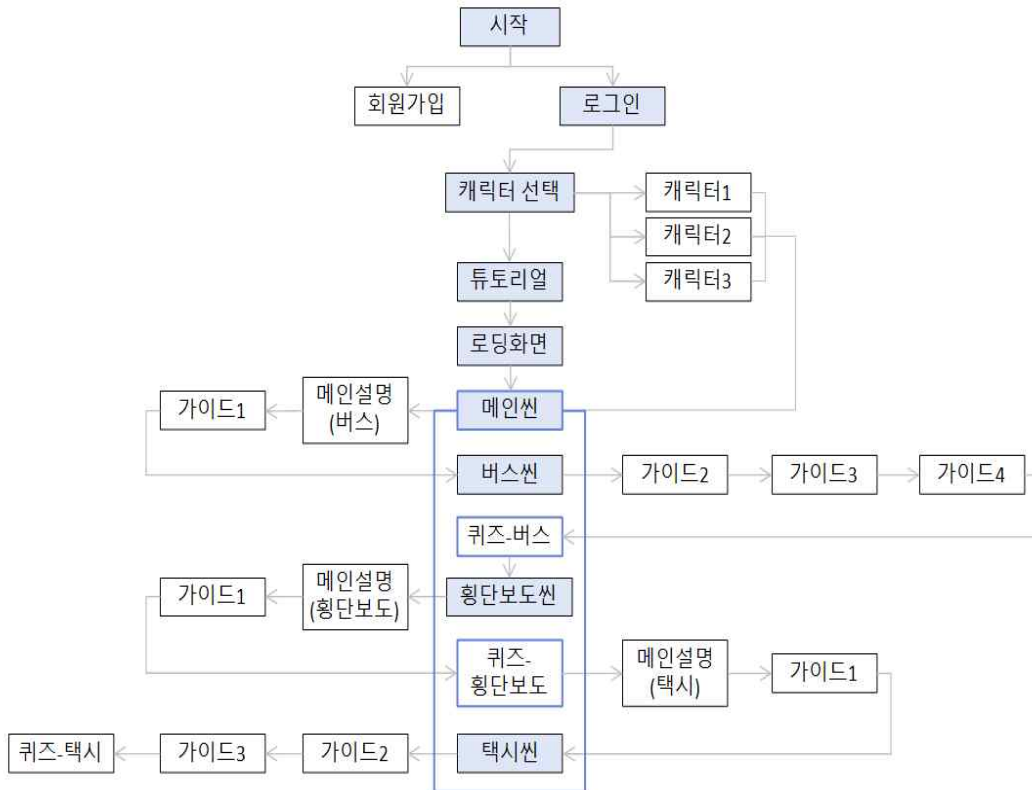 시작
회원가입
로그인
캐릭터 선택
캐릭터1
캐릭터2
캐릭터3
튜토리얼
로딩화면
메인씬
메인설명
(버스)
가이드1
버스씬
가이드2
가이드3
가이드4
퀴즈-버스
횡단보도씬
메인설명
(횡단보도)
가이드1
퀴즈-
횡단보도
메인설명
(택시)
가이드1
택시씬
가이드2
가이드3
퀴즈-택시